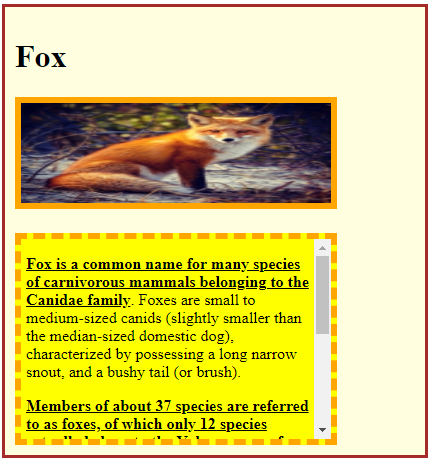 Fox
Fox is a common name for many species
of carnivorous mammals belonging to the
Canidae family. Foxes are small to
medium-sized canids (slightly smaller than
the median-sized domestic dog),
characterized by possessing a long narrow
snout, and a bushy tail (or brush).
Members of about 37 species are referred
to as foxes, of which only 12 species